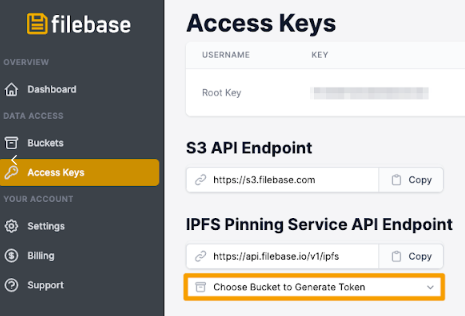 filebase
OVERVIEW
Dashboard
DATA ACCESS
Buckets
Access Keys
YOUR ACCOUNT
Settings
Billing
Support
Access Keys
USERNAME KEY
Root Key
S3 API Endpoint
https://s3.filebase.com Copy
IPFS Pinning Service API Endpoint
https://api.filebase.io/v1/ipfs Copy
Choose Bucket to Generate Token